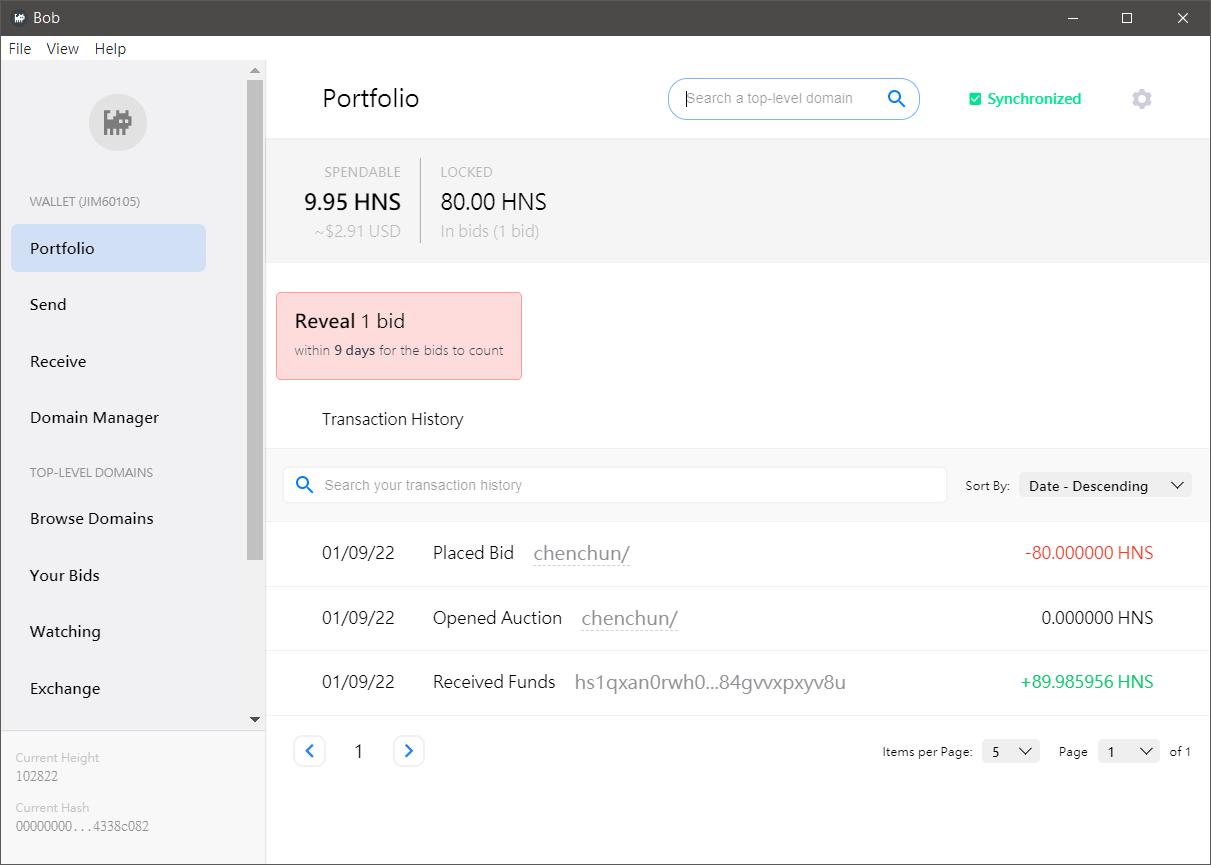 Bob
File View Help
Portfolio
Search a top-level domain
Synchronized
WALLET (JIM60105)
Portfolio
Send
Receive
Domain Manager
TOP-LEVEL DOMAINS
Browse Domains
Your Bids
Watching
Exchange
Current Height
102822
Current Hash
00000000...4338c082
SPENDABLE
9.95 HNS
~$2.91 USD
LOCKED
80.00 HNS
In bids (1 bid)
Reveal 1 bid
within 9 days for the bids to count
Transaction History
Search your transaction history
Sort By: Date - Descending
01/09/22 Placed Bid chenchun/ -80.000000 HNS
01/09/22 Opened Auction chenchun/ 0.000000 HNS
01/09/22 Received Funds hs1qxan0rwh0...84gvvxpxyv8u +89.985956 HNS
1
Items per Page: 5 Page 1 of 1